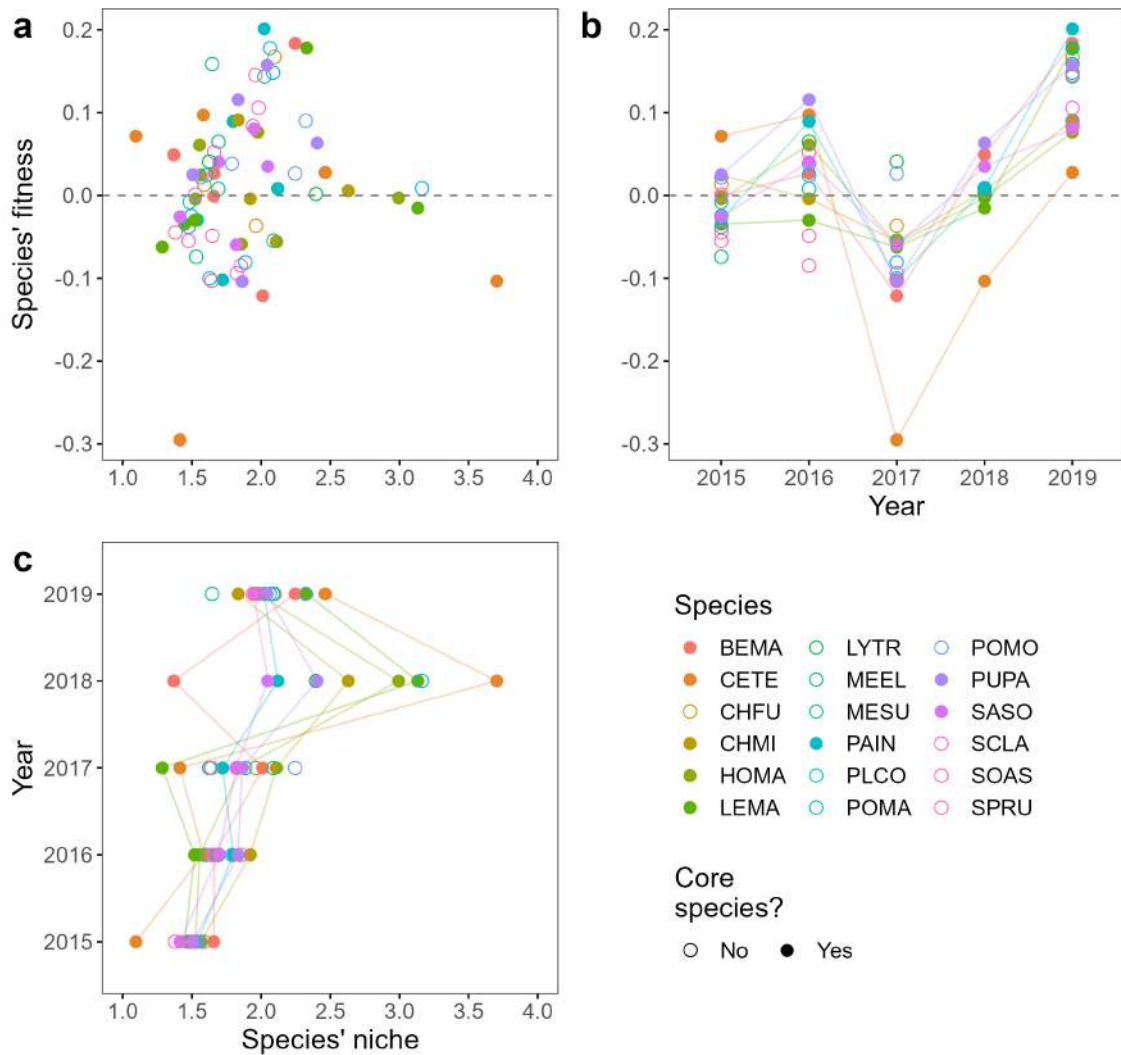 a
b
0.2
0.1
0.0
-0.1
-0.2
-0.3
Species' fitness
1.0 1.5 2.0 2.5 3.0 3.5 4.0
0.2
0.1
0.0
-0.1
-0.2
-0.3
2015 2016 2017 2018 2019
Year
c
2019
2018
2017
2016
2015
Year
1.0 1.5 2.0 2.5 3.0 3.5 4.0
Species' niche
Species
BEMA LYTR POMO
CETE MEEL PUPA
CHFU MESU SASO
CHMI PAIN SCLA
HOMA PLCO SOAS
LEMA POMA SPRU
Core
species?
No Yes